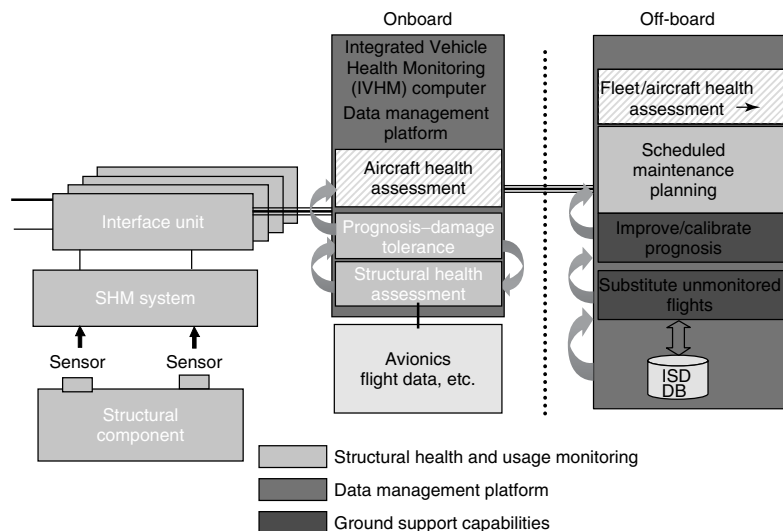 Onboard
Off-board
Integrated Vehicle
Health Monitoring
(IVHM) computer
Data management
platform
Aircraft health
assessment
Prognosis–damage
tolerance
Structural health
assessment
Avionics
flight data, etc.
Fleet/aircraft health
assessment
Scheduled
maintenance
planning
Improve/calibrate
prognosis
Substitute unmonitored
flights
ISD
DB
Interface unit
SHM system
Sensor
Sensor
Structural
component
Structural health and usage monitoring
Data management platform
Ground support capabilities